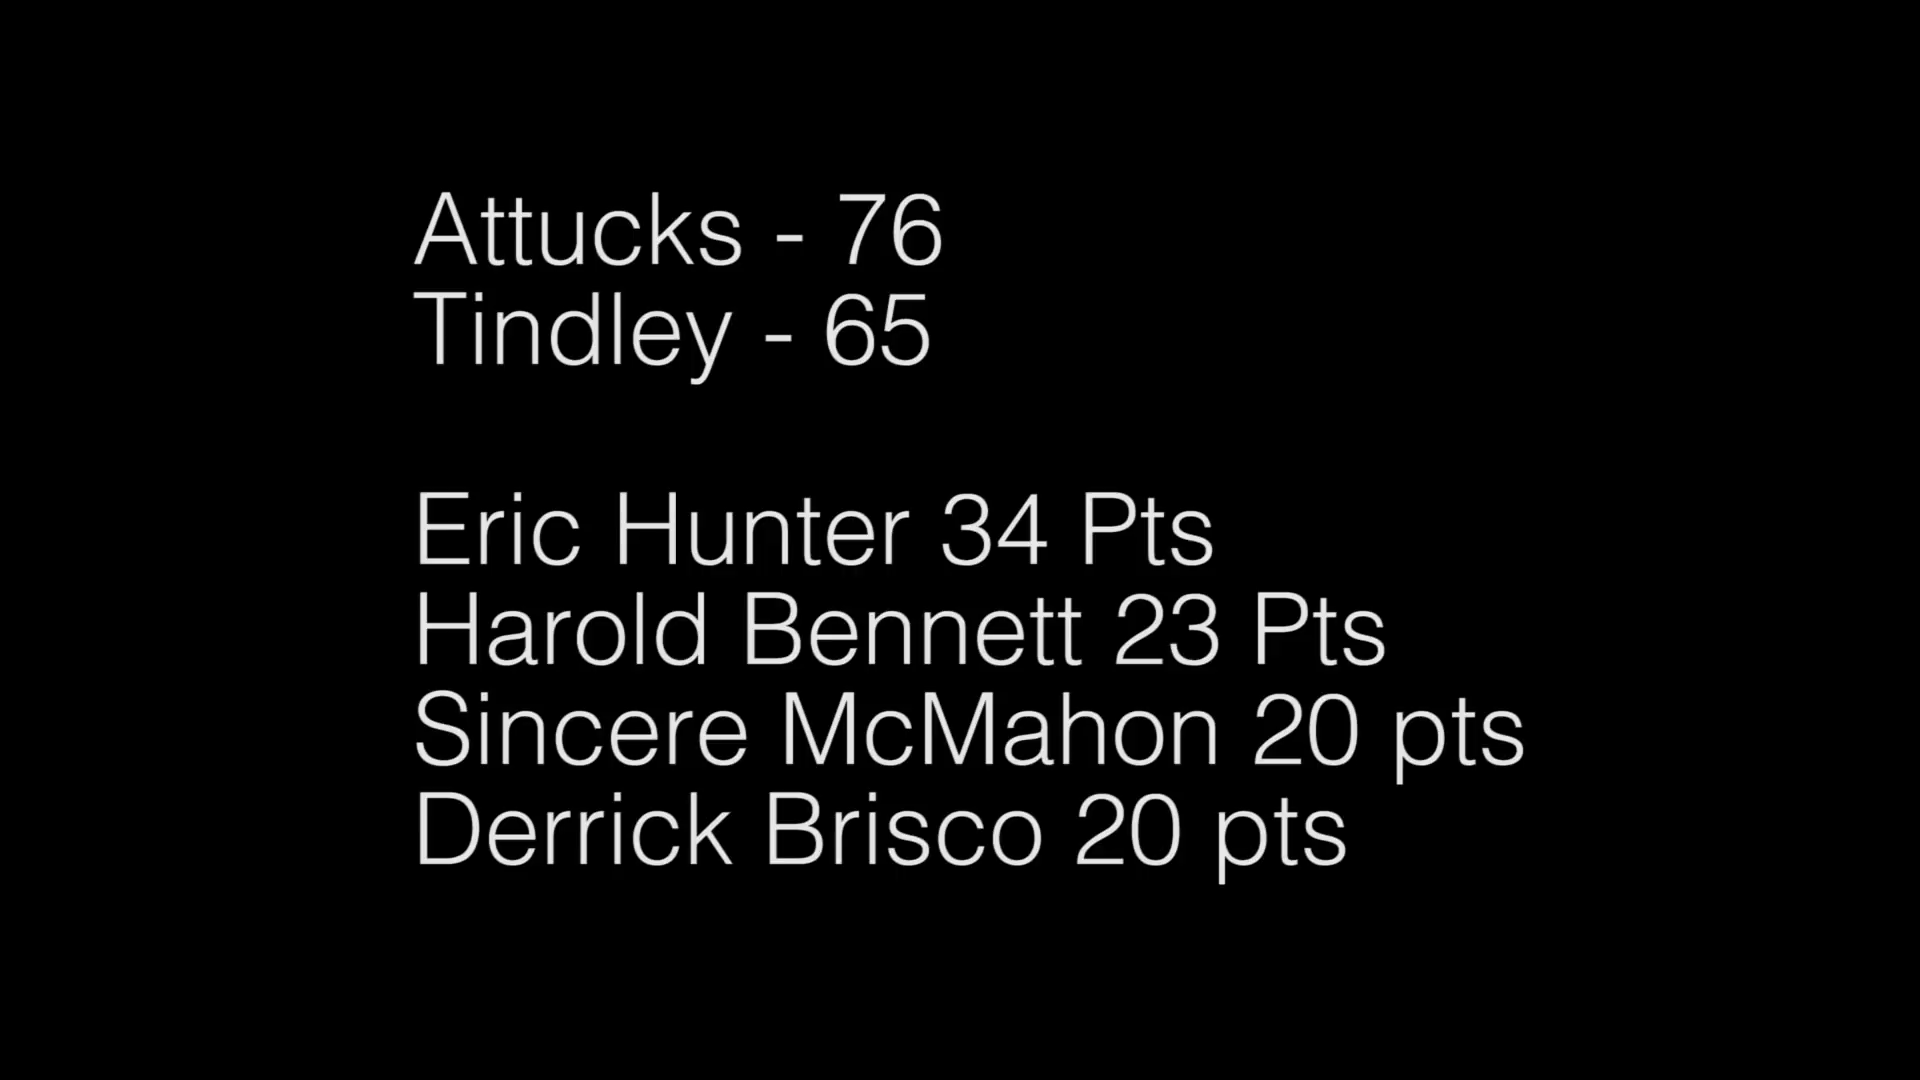 Attucks - 76
Tindley - 65
Eric Hunter 34 Pts
Harold Bennett 23 Pts
Sincere McMahon 20 pts
Derrick Brisco 20 pts